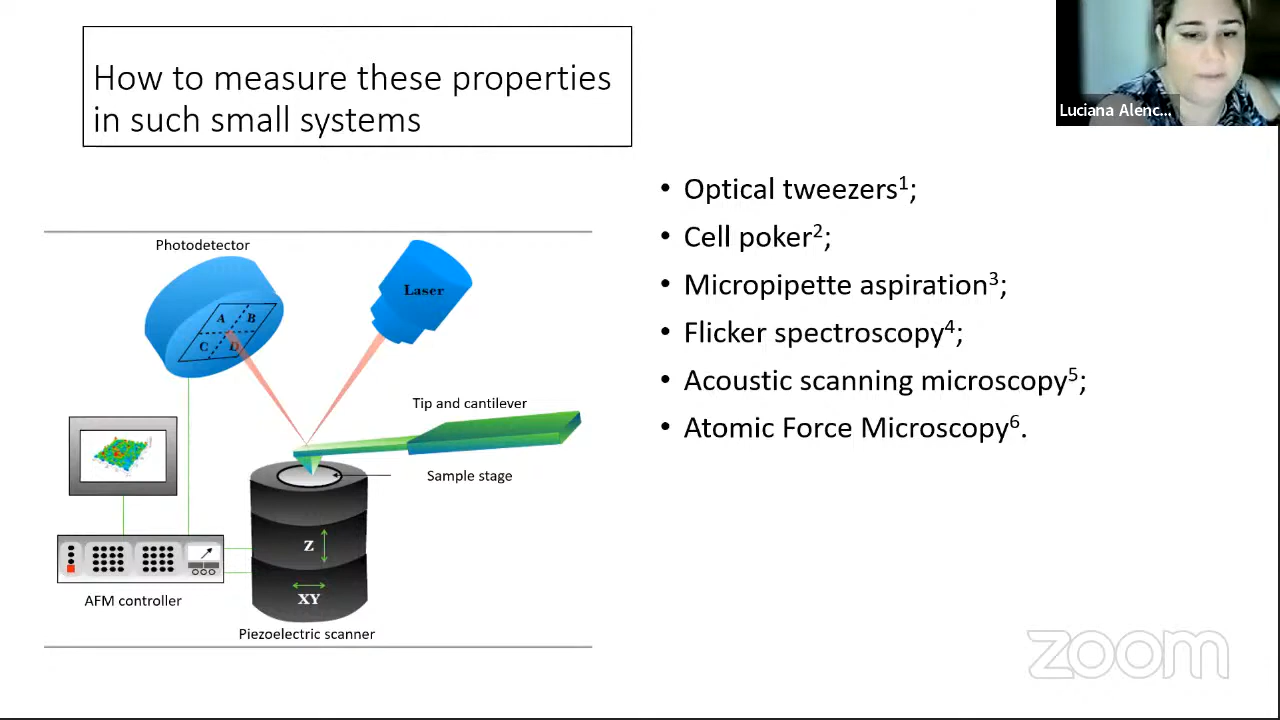 How to measure these properties
in such small systems
Luciana Alenc...
• Optical tweezers¹;
• Cell poker²;
• Micropipette aspiration³;
• Flicker spectroscopy⁴;
• Acoustic scanning microscopy⁵;
• Atomic Force Microscopy⁶.
Photodetector
Laser
A B
C D
Tip and cantilever
Sample stage
Z
XY
AFM controller
Piezoelectric scanner
zoom